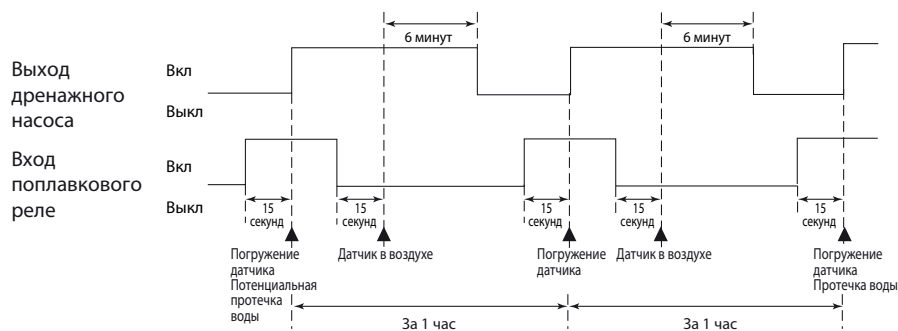 6 минут
6 минут
Выход
дренажного
насоса
Вкл
Выкл
Вход
поплавкового
реле
Вкл
Выкл
15
секунд
15
секунд
15
секунд
15
секунд
15
секунд
Погружение
датчика
Потенциальная
протечка
воды
Датчик в воздухе
Погружение
датчика
Датчик в воздухе
Погружение
датчика
Протечка воды
За 1 час
За 1 час